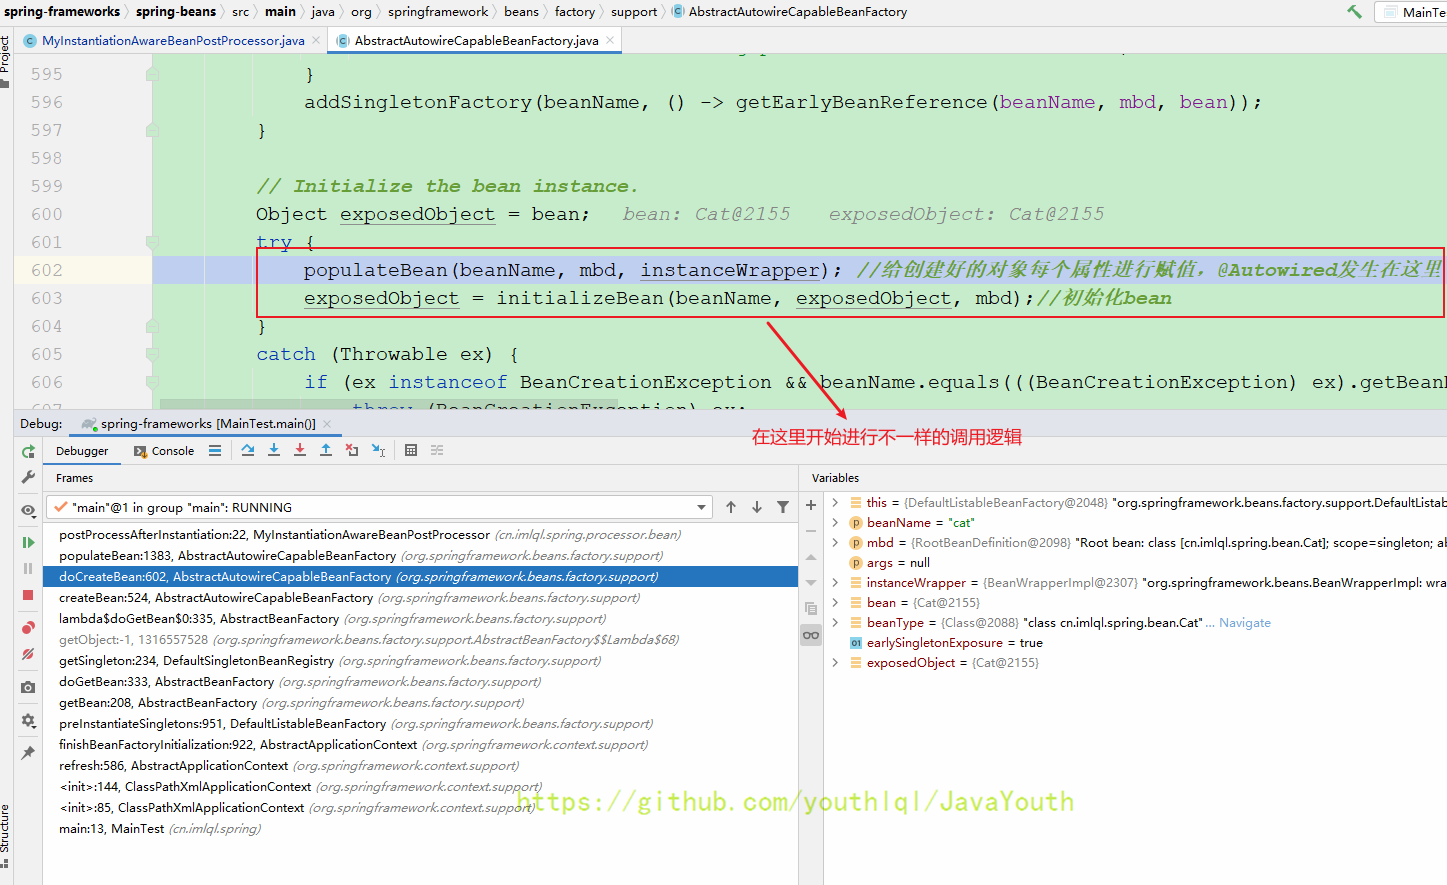 spring-frameworks 〉 spring-beans 〉 src 〉 main 〉 java 〉 org 〉 springframework 〉 beans 〉 factory 〉 support 〉 AbstractAutowireCapableBeanFactory
MainTe
MyInstantiationAwareBeanPostProcessor.java × AbstractAutowireCapableBeanFactory.java ×
Project
595 }
596 addSingletonFactory(beanName, () -> getEarlyBeanReference(beanName, mbd, bean));
597 }
598
599 // Initialize the bean instance.
600 Object exposedObject = bean; bean: Cat@2155 exposedObject: Cat@2155
601 try {
602 populateBean(beanName, mbd, instanceWrapper); //给创建好的对象每个属性进行赋值，@Autowired发生在这里
603 exposedObject = initializeBean(beanName, exposedObject, mbd);//初始化bean
604 }
605 catch (Throwable ex) {
606 if (ex instanceof BeanCreationException && beanName.equals(((BeanCreationException) ex).getBean
607 throw (BeanCreationException) ex;
在这里开始进行不一样的调用逻辑
Debug: spring-frameworks [MainTest.main()] ×
Debugger Console
Frames
"main"@1 in group "main": RUNNING
postProcessAfterInstantiation:22, MyInstantiationAwareBeanPostProcessor (cn.imlql.spring.processor.bean)
populateBean:1383, AbstractAutowireCapableBeanFactory (org.springframework.beans.factory.support)
doCreateBean:602, AbstractAutowireCapableBeanFactory (org.springframework.beans.factory.support)
createBean:524, AbstractAutowireCapableBeanFactory (org.springframework.beans.factory.support)
lambda$doGetBean$0:335, AbstractBeanFactory (org.springframework.beans.factory.support)
getObject:-1, 1316557528 (org.springframework.beans.factory.support.AbstractBeanFactory$$Lambda$68)
getSingleton:234, DefaultSingletonBeanRegistry (org.springframework.beans.factory.support)
doGetBean:333, AbstractBeanFactory (org.springframework.beans.factory.support)
getBean:208, AbstractBeanFactory (org.springframework.beans.factory.support)
preInstantiateSingletons:951, DefaultListableBeanFactory (org.springframework.beans.factory.support)
finishBeanFactoryInitialization:922, AbstractApplicationContext (org.springframework.context.support)
refresh:586, AbstractApplicationContext (org.springframework.context.support)
<init>:144, ClassPathXmlApplicationContext (org.springframework.context.support)
<init>:85, ClassPathXmlApplicationContext (org.springframework.context.support)
main:13, MainTest (cn.imlql.spring)
Variables
this = {DefaultListableBeanFactory@2048} "org.springframework.beans.factory.support.DefaultLista
beanName = "cat"
mbd = {RootBeanDefinition@2098} "Root bean: class [cn.imlql.spring.bean.Cat]; scope=singleton; ab
args = null
instanceWrapper = {BeanWrapperImpl@2307} "org.springframework.beans.BeanWrapperImpl: wra
bean = {Cat@2155}
beanType = {Class@2088} "class cn.imlql.spring.bean.Cat"... Navigate
earlySingletonExposure = true
exposedObject = {Cat@2155}
https://github.com/youthlql/JavaYouth
Structure